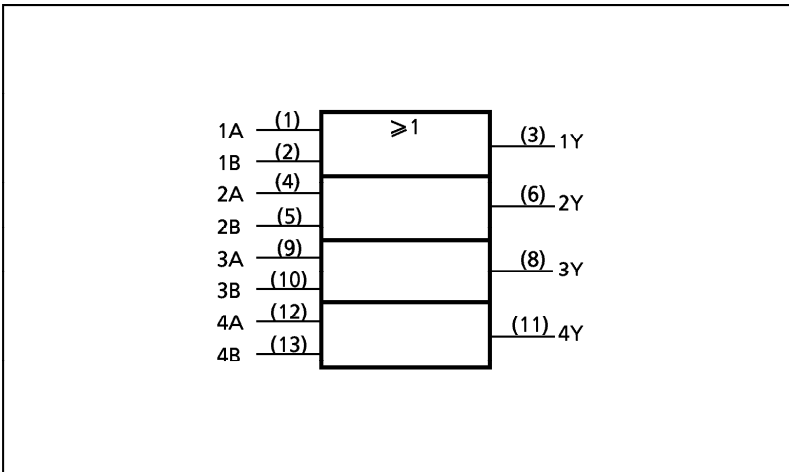 ⩾1
1A (1)
(3) 1Y
1B (2)
2A (4)
(6) 2Y
2B (5)
3A (9)
(8) 3Y
3B (10)
4A (12)
(11) 4Y
4B (13)